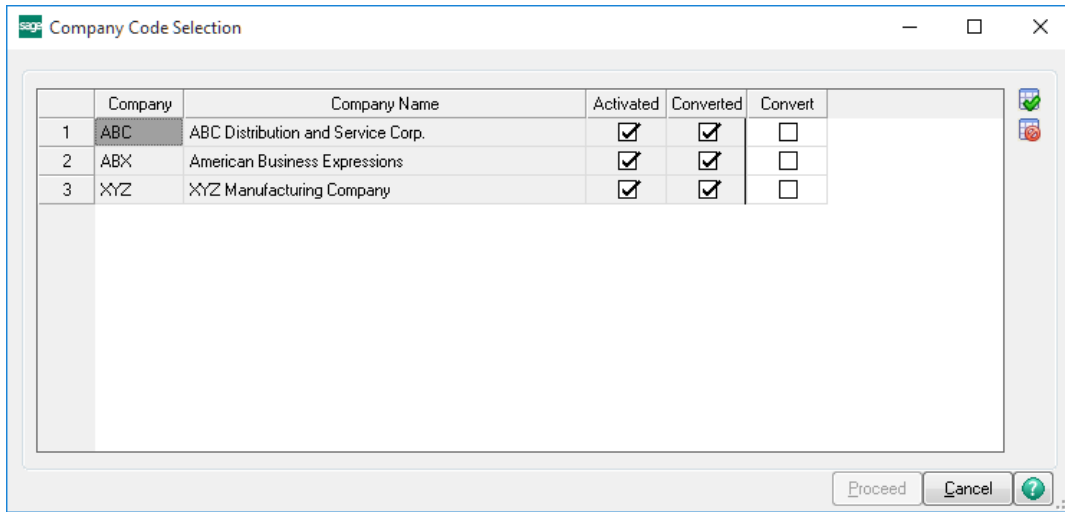 sage Company Code Selection
Company Company Name Activated Converted Convert
1 ABC ABC Distribution and Service Corp.
2 ABX American Business Expressions
3 XYZ XYZ Manufacturing Company
Proceed Cancel ?